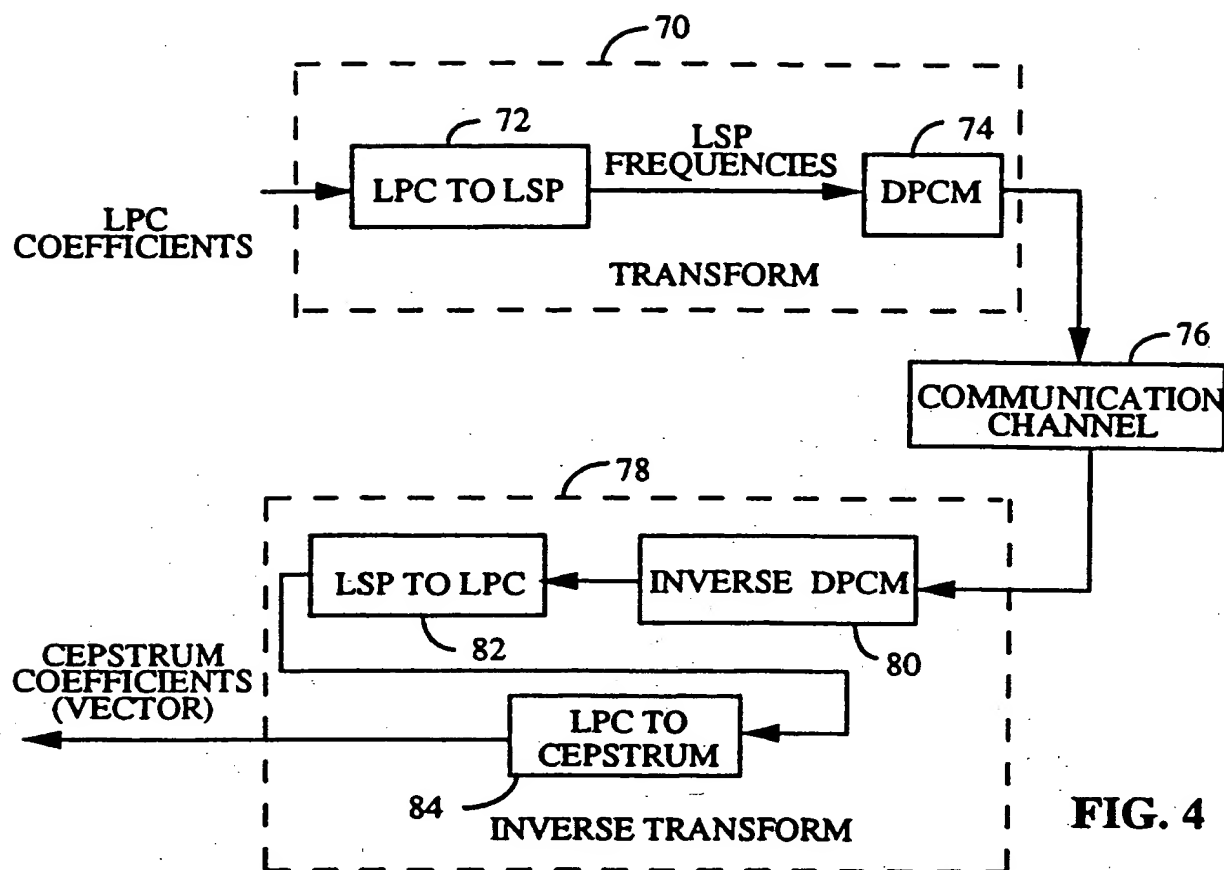 70
72
LPC TO LSP
LSP
FREQUENCIES
74
DPCM
LPC
COEFFICIENTS
TRANSFORM
76
COMMUNICATION
CHANNEL
78
LSP TO LPC
INVERSE DPCM
82
80
CEPSTRUM
COEFFICIENTS
(VECTOR)
LPC TO
CEPSTRUM
84
INVERSE TRANSFORM
FIG. 4